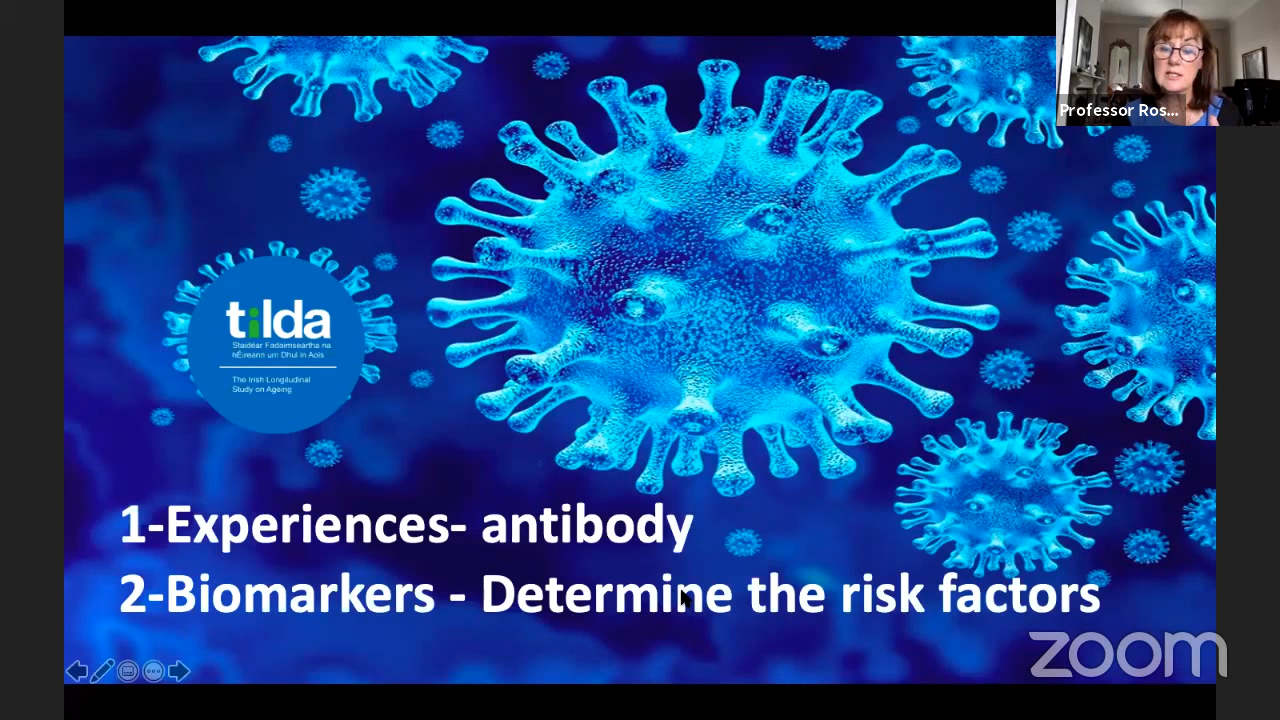 Professor Ros...
tilda
Staidéar Fadaimseartha na
hÉireann um Dhul in Aois
The Irish Longitudinal
Study on Ageing
1-Experiences- antibody
2-Biomarkers - Determine the risk factors
zoom